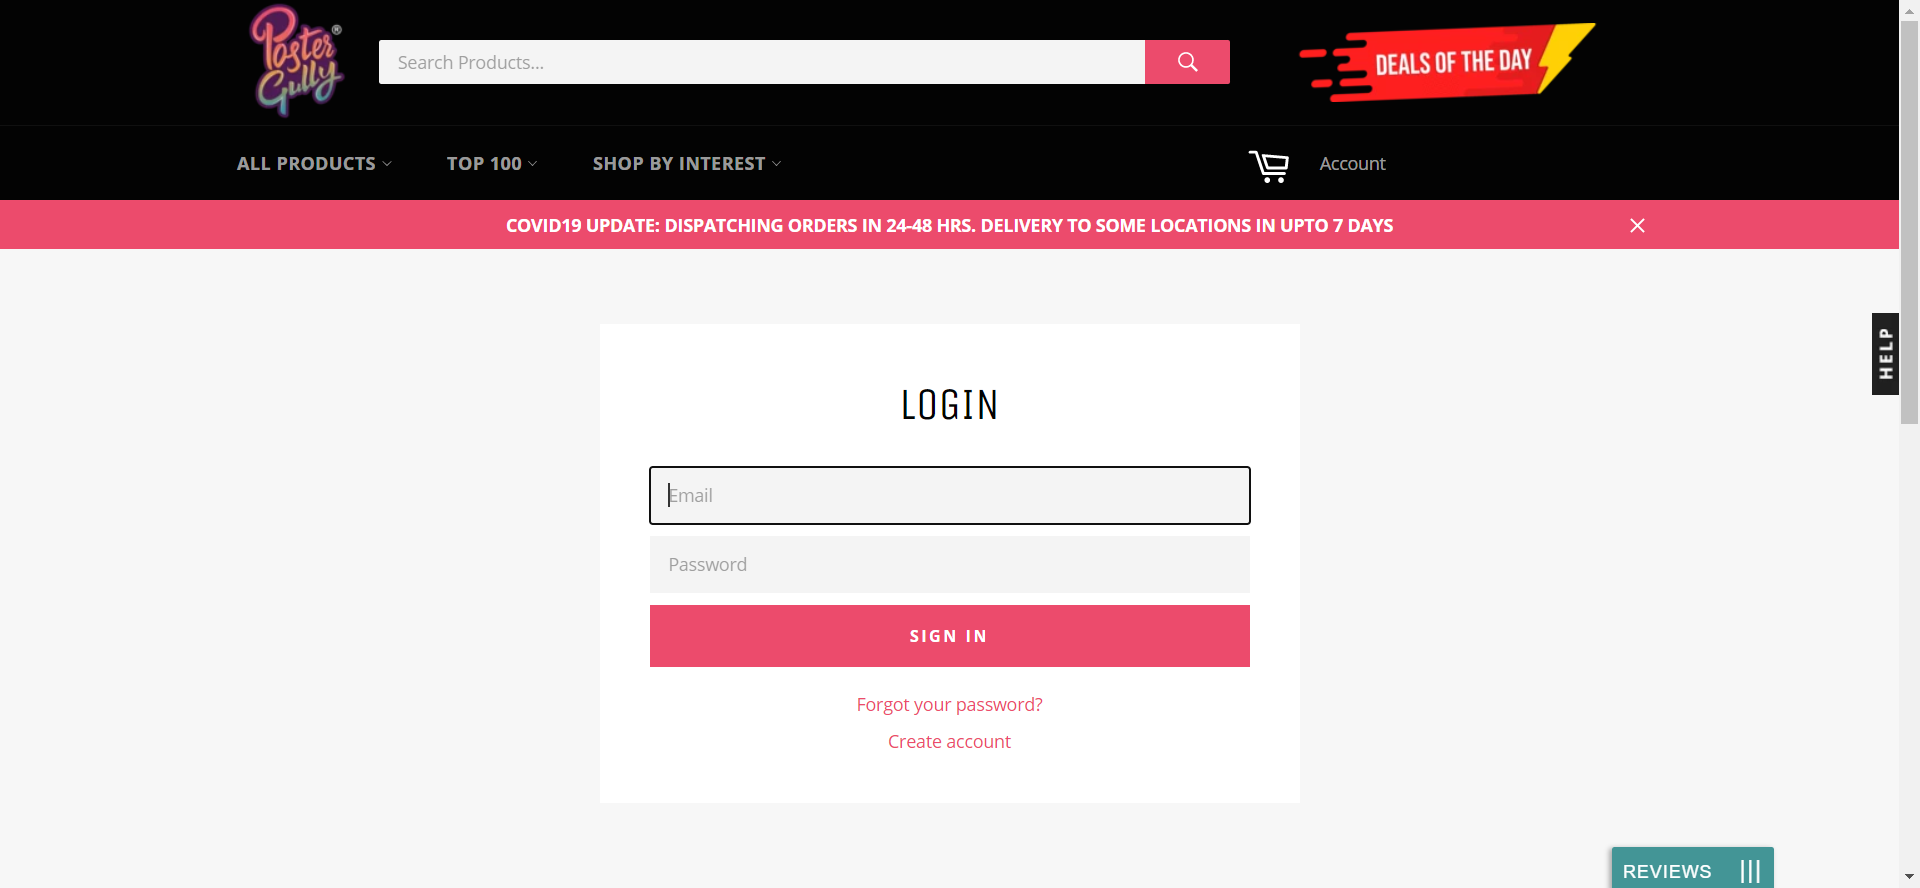 Poster Gully ®
Search Products...
DEALS OF THE DAY
ALL PRODUCTS
TOP 100
SHOP BY INTEREST
Account
COVID19 UPDATE: DISPATCHING ORDERS IN 24-48 HRS. DELIVERY TO SOME LOCATIONS IN UPTO 7 DAYS
HELP
LOGIN
Email
Password
SIGN IN
Forgot your password?
Create account
REVIEWS